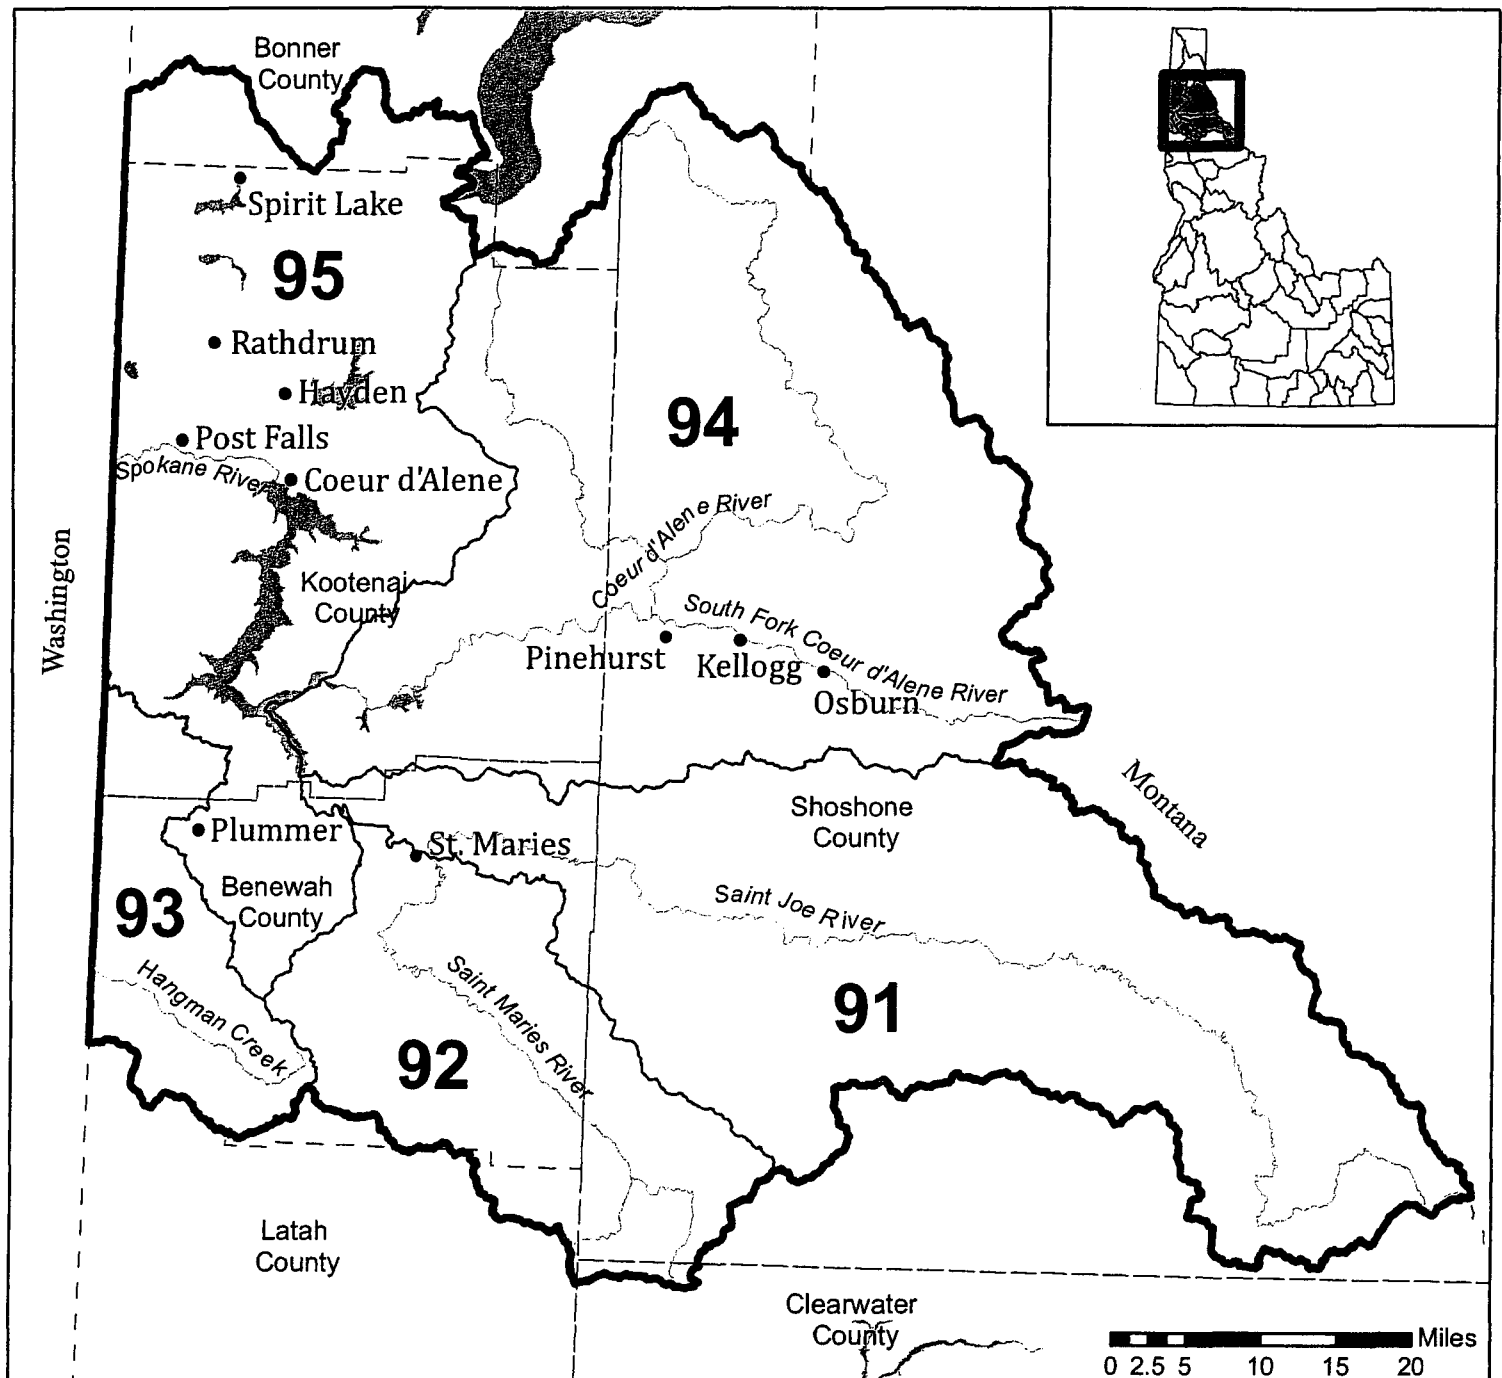 Bonner
County
Spirit Lake
95
Rathdrum
Hayden
94
Post Falls
Spokane River
Coeur d'Alene
Coeur d'Alene River
Washington
Kootenai
County
South Fork Coeur d'Alene River
Pinehurst
Kellogg
Osburn
Montana
Shoshone
County
Plummer
St. Maries
Benewah
County
93
Saint Joe River
Hangman Creek
Saint Maries River
91
92
Latah
County
Clearwater
County
Miles
0 2.5 5 10 15 20